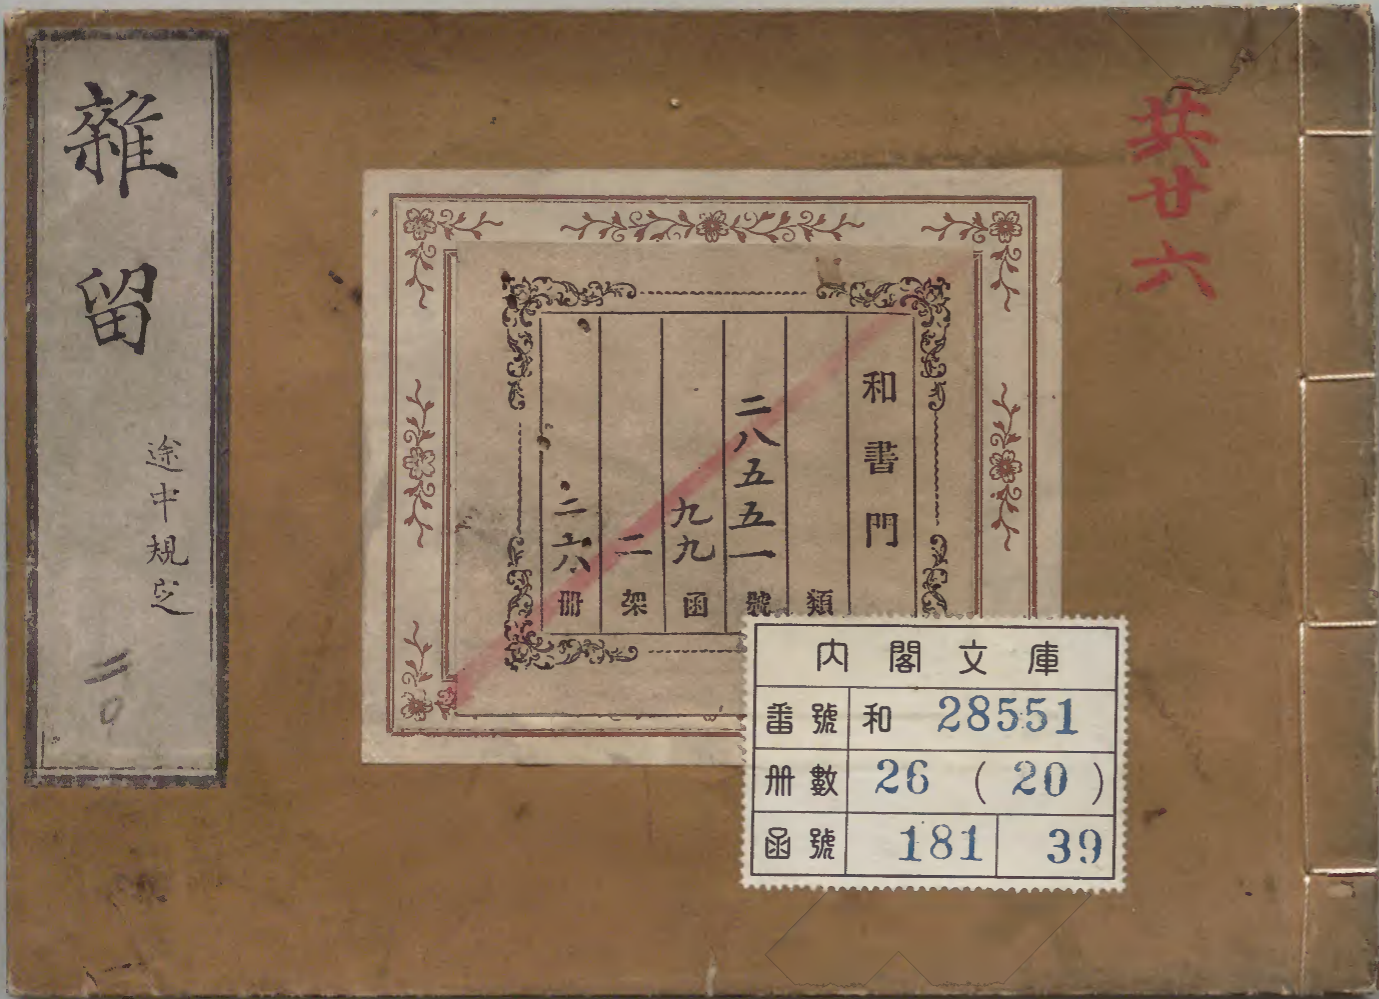 共廿六
和書門
類
二八五五一號
九九函
二架
二六冊
內閣文庫
番號 和 28551
冊數 26 (20)
函號 181 39
雜留
途中規定
二〇